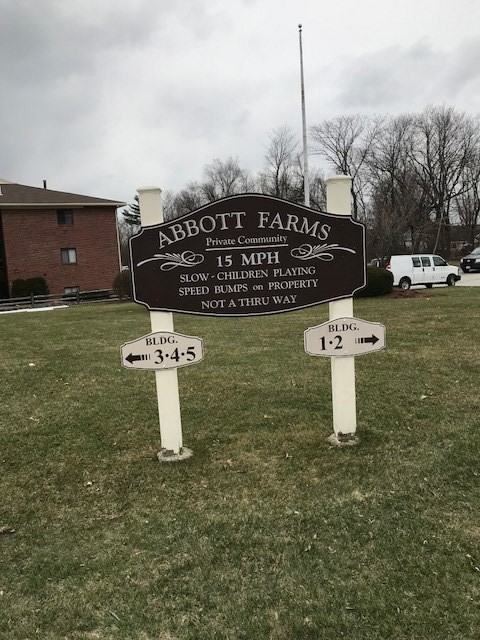 ABBOTT FARMS
Private Community
15 MPH
SLOW - CHILDREN PLAYING
SPEED BUMPS on PROPERTY
NOT A THRU WAY
BLDG.
3·4·5
BLDG.
1·2